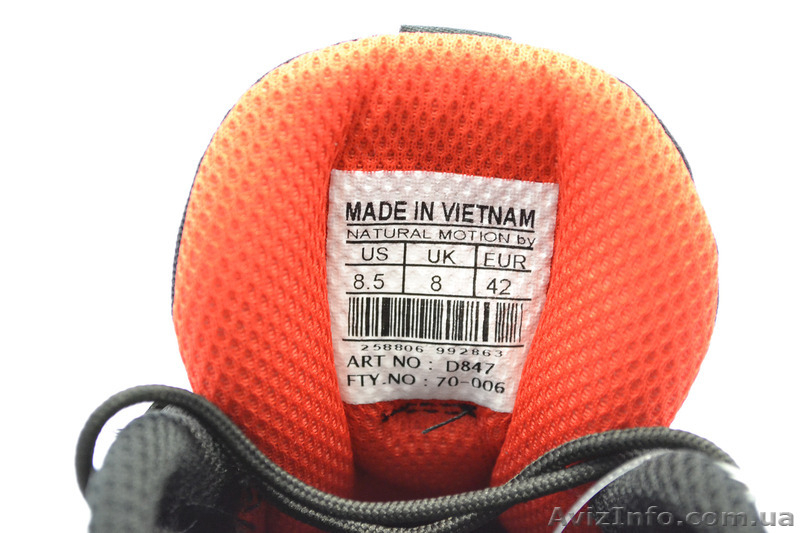 MADE IN VIETNAM
NATURAL MOTION by
US UK EUR
8.5 8 42
258806 992863
ART NO : D847
FTY.NO : 70-006
AvizInfo.com.ua